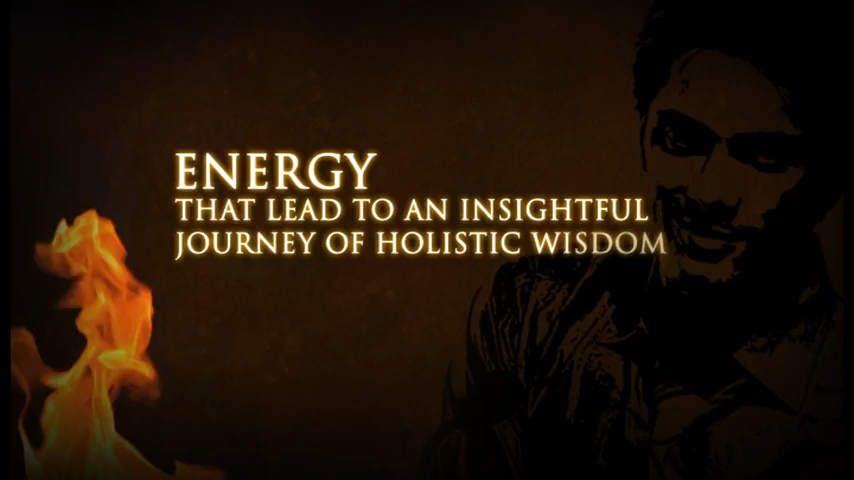 ENERGY
THAT LEAD TO AN INSIGHTFUL
JOURNEY OF HOLISTIC WISDOM